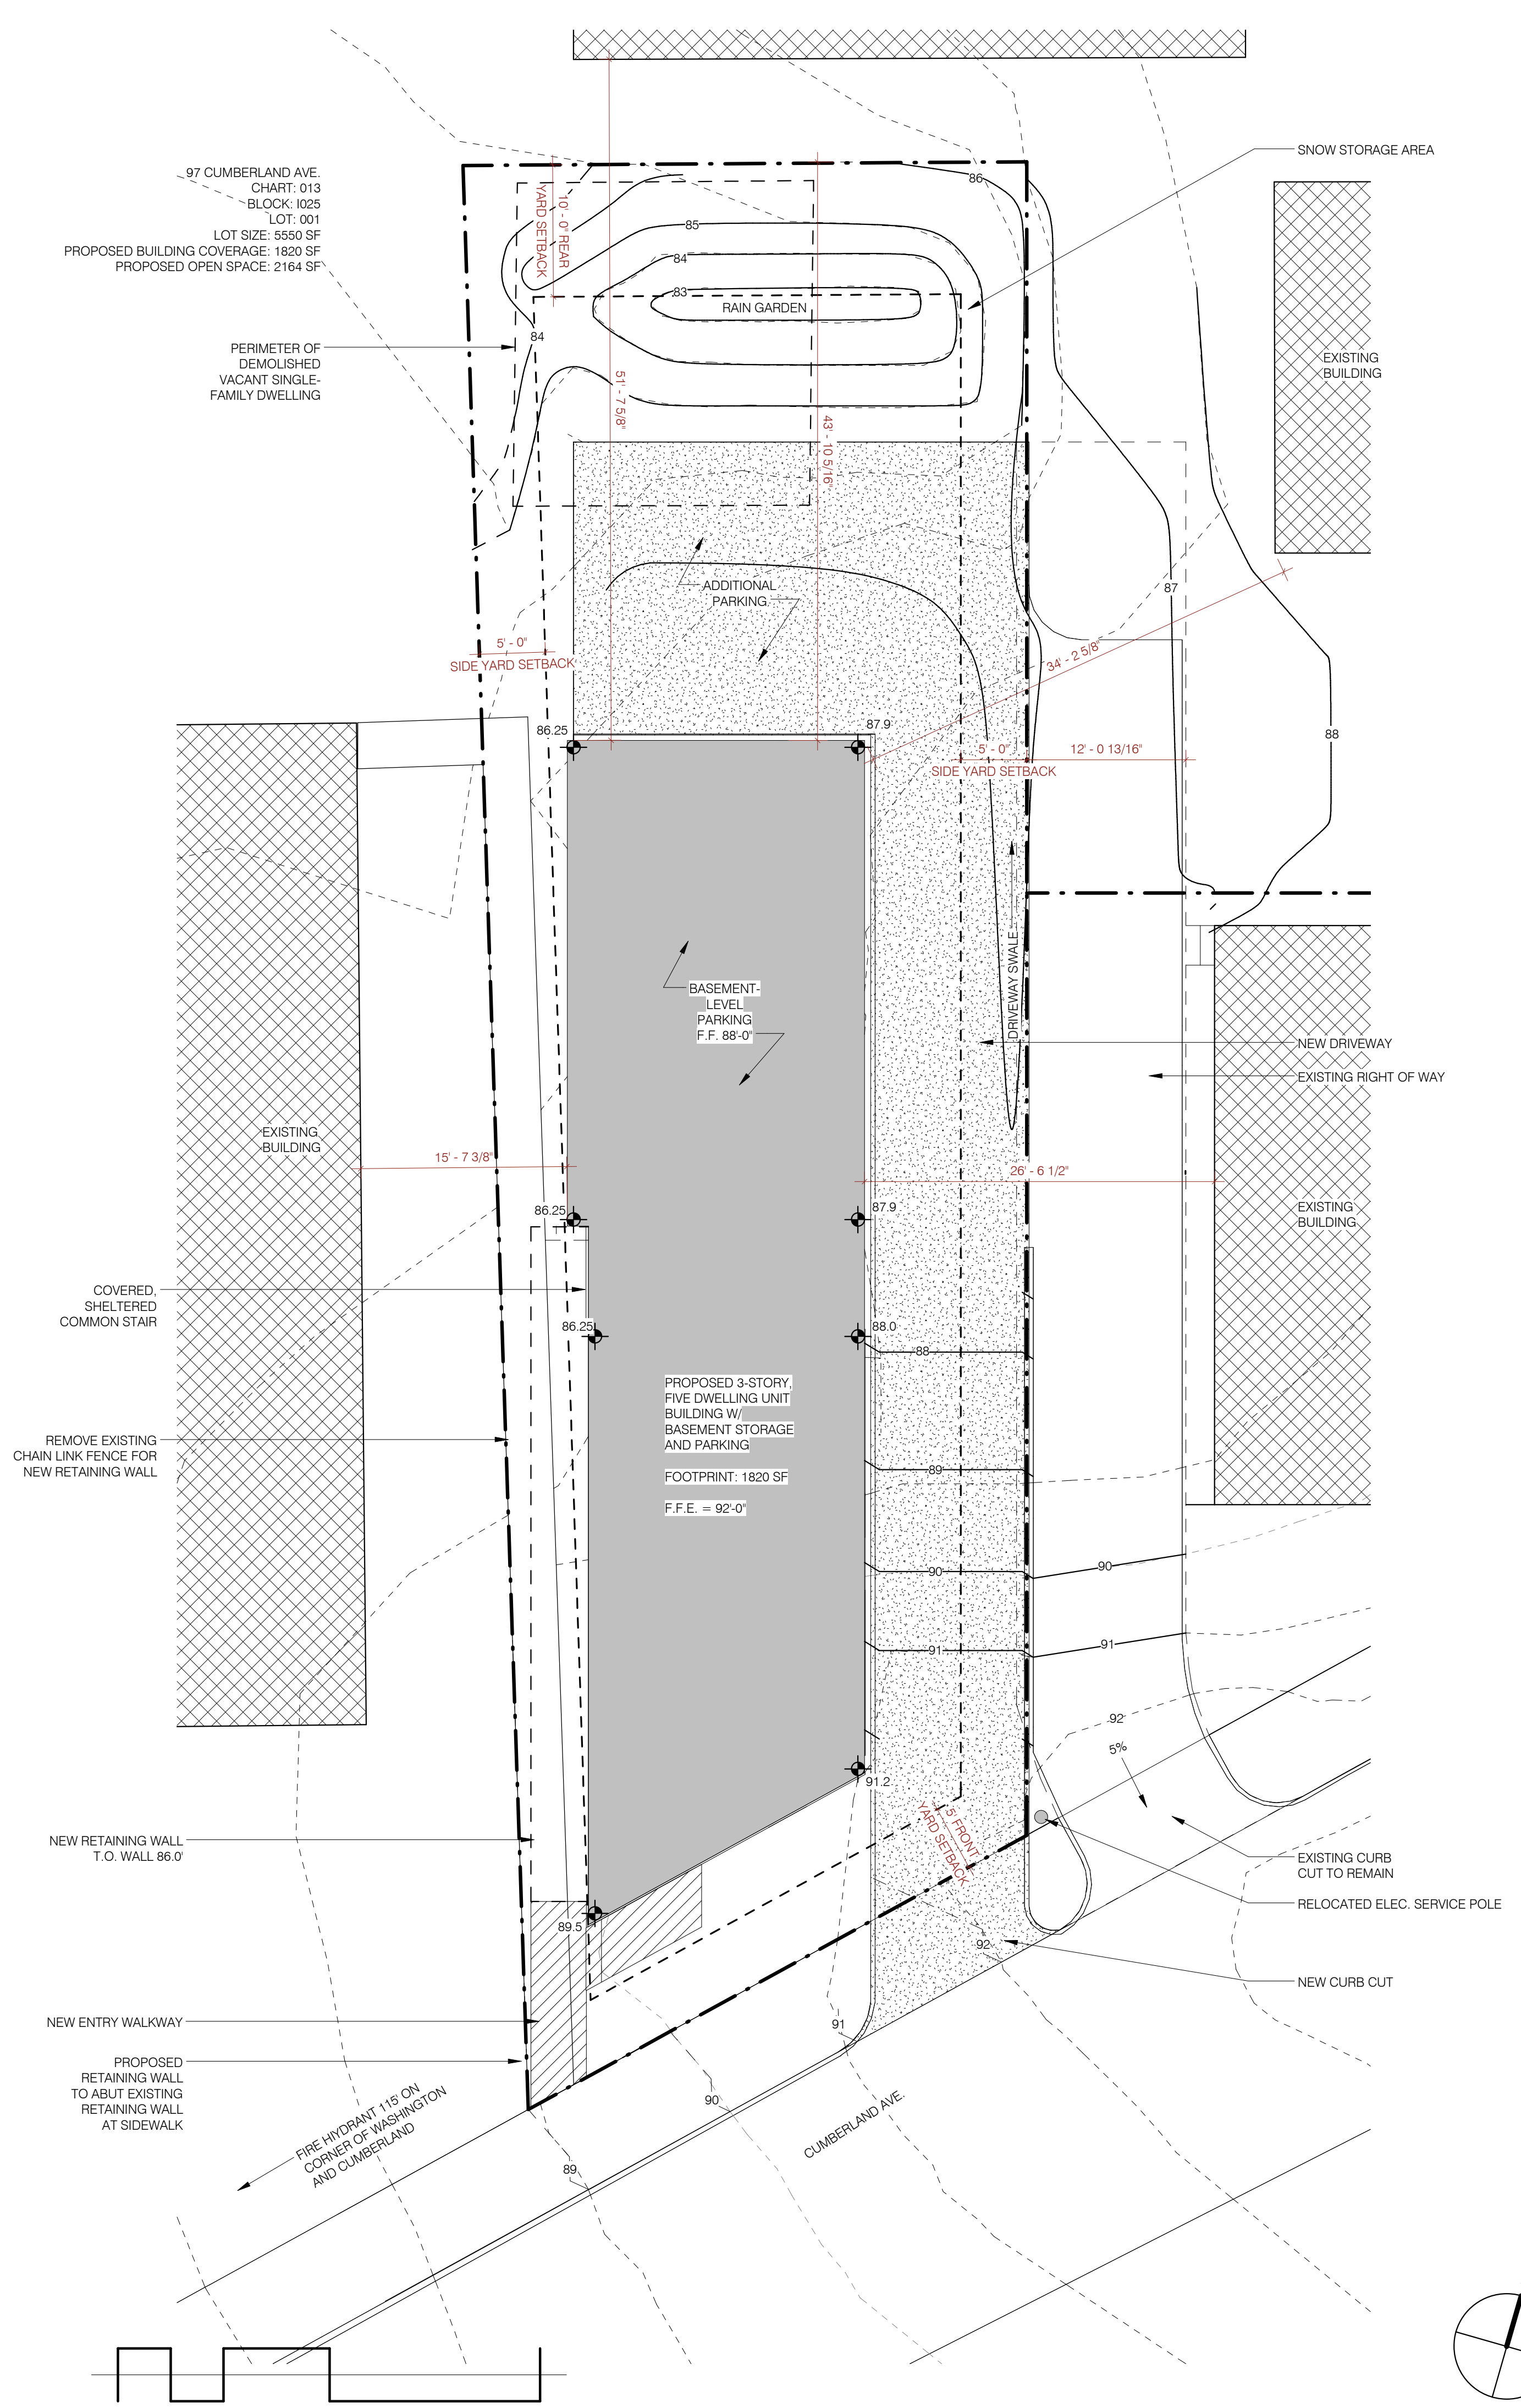 SNOW STORAGE AREA
97 CUMBERLAND AVE.
CHART: 013
BLOCK: I025
LOT: 001
LOT SIZE: 5550 SF
PROPOSED BUILDING COVERAGE: 1820 SF
PROPOSED OPEN SPACE: 2164 SF
86
10' - 0" REAR
YARD SETBACK
85
84
83
RAIN GARDEN
84
PERIMETER OF
DEMOLISHED
VACANT SINGLE-
FAMILY DWELLING
EXISTING
BUILDING
51' - 7 5/8"
43' - 10 5/16"
ADDITIONAL
PARKING
87
5' - 0"
SIDE YARD SETBACK
34' - 2 5/8"
86.25
87.9
88
5' - 0"
SIDE YARD SETBACK
12' - 0 13/16"
DRIVEWAY SWALE
BASEMENT-
LEVEL
PARKING
F.F. 88'-0"
NEW DRIVEWAY
EXISTING RIGHT OF WAY
EXISTING
BUILDING
15' - 7 3/8"
26' - 6 1/2"
86.25
87.9
EXISTING
BUILDING
COVERED,
SHELTERED
COMMON STAIR
86.25
88.0
88
PROPOSED 3-STORY,
FIVE DWELLING UNIT
BUILDING W/
BASEMENT STORAGE
AND PARKING
FOOTPRINT: 1820 SF
F.F.E. = 92'-0"
REMOVE EXISTING
CHAIN LINK FENCE FOR
NEW RETAINING WALL
89
90
90
91
91
92
5%
91.2
5' FRONT
YARD SETBACK
NEW RETAINING WALL
T.O. WALL 86.0'
EXISTING CURB
CUT TO REMAIN
RELOCATED ELEC. SERVICE POLE
89.5
92
NEW CURB CUT
NEW ENTRY WALKWAY
91
PROPOSED
RETAINING WALL
TO ABUT EXISTING
RETAINING WALL
AT SIDEWALK
90
CUMBERLAND AVE.
FIRE HIYDRANT 115' ON
CORNER OF WASHINGTON
AND CUMBERLAND
89